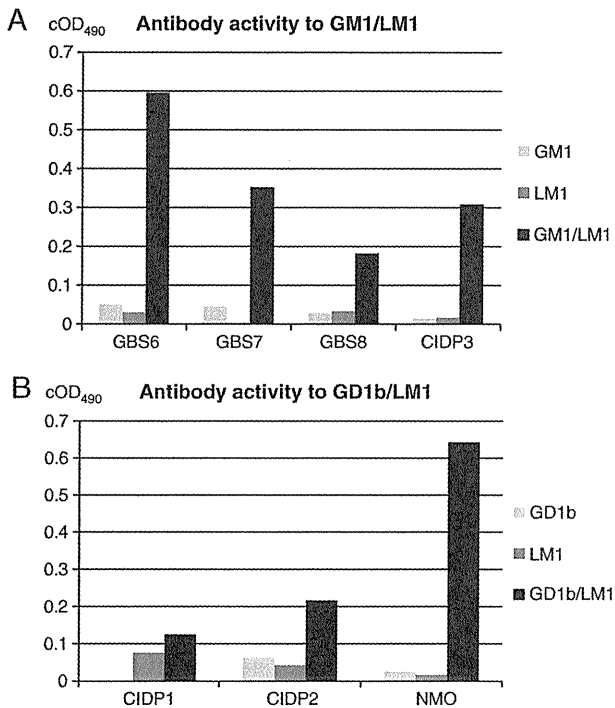 A
cOD490 Antibody activity to GM1/LM1
0.7
0.6
0.5
0.4
0.3
0.2
0.1
0
GBS6 GBS7 GBS8 CIDP3
GM1
LM1
GM1/LM1
B
cOD490 Antibody activity to GD1b/LM1
0.7
0.6
0.5
0.4
0.3
0.2
0.1
0
CIDP1 CIDP2 NMO
GD1b
LM1
GD1b/LM1